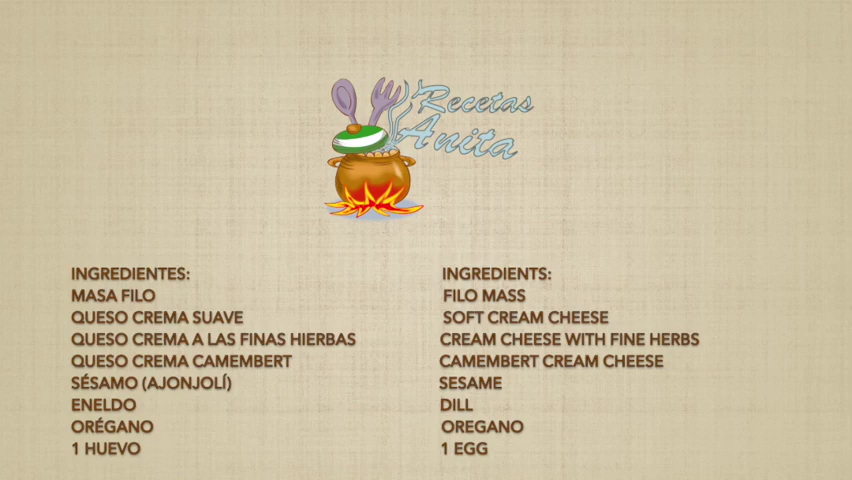 Recetas
Anita
INGREDIENTES:
MASA FILO
QUESO CREMA SUAVE
QUESO CREMA A LAS FINAS HIERBAS
QUESO CREMA CAMEMBERT
SÉSAMO (AJONJOLÍ)
ENELDO
ORÉGANO
1 HUEVO
INGREDIENTS:
FILO MASS
SOFT CREAM CHEESE
CREAM CHEESE WITH FINE HERBS
CAMEMBERT CREAM CHEESE
SESAME
DILL
OREGANO
1 EGG